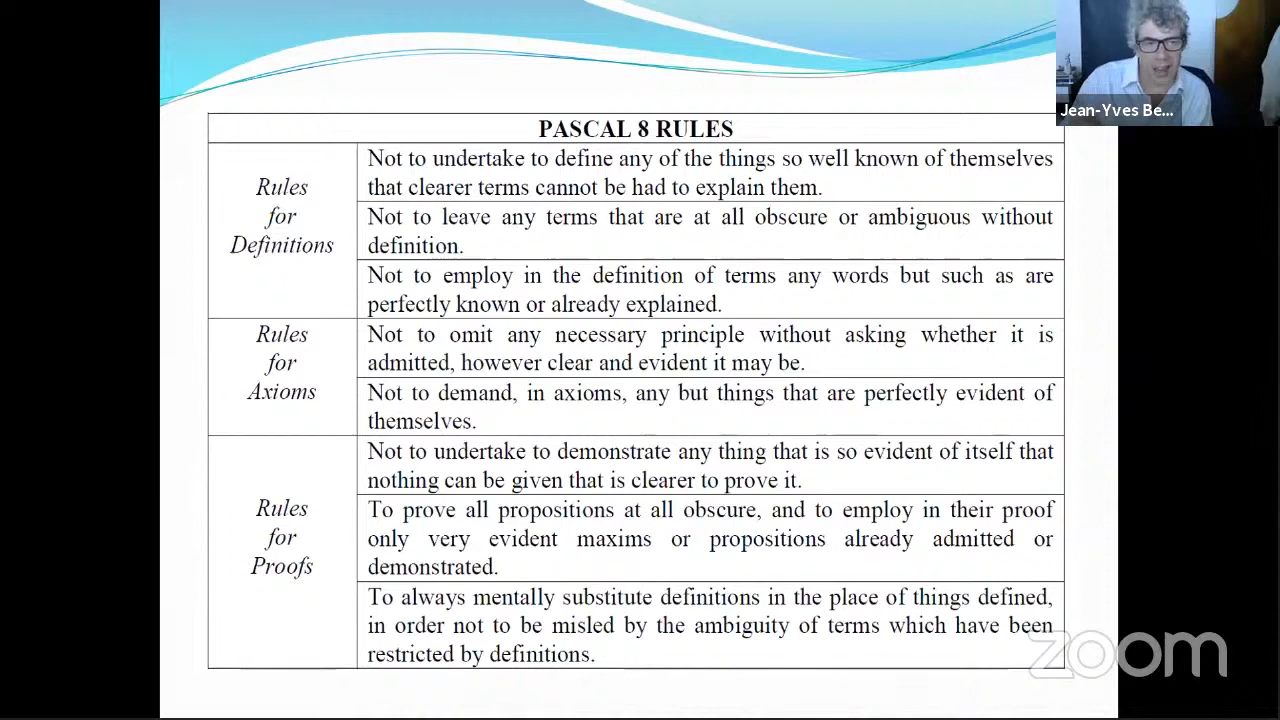 Jean-Yves Be...
PASCAL 8 RULES
Rules
for
Definitions
Not to undertake to define any of the things so well known of themselves
that clearer terms cannot be had to explain them.
Not to leave any terms that are at all obscure or ambiguous without
definition.
Not to employ in the definition of terms any words but such as are
perfectly known or already explained.
Rules
for
Axioms
Not to omit any necessary principle without asking whether it is
admitted, however clear and evident it may be.
Not to demand, in axioms, any but things that are perfectly evident of
themselves.
Rules
for
Proofs
Not to undertake to demonstrate any thing that is so evident of itself that
nothing can be given that is clearer to prove it.
To prove all propositions at all obscure, and to employ in their proof
only very evident maxims or propositions already admitted or
demonstrated.
To always mentally substitute definitions in the place of things defined,
in order not to be misled by the ambiguity of terms which have been
restricted by definitions.
zoom